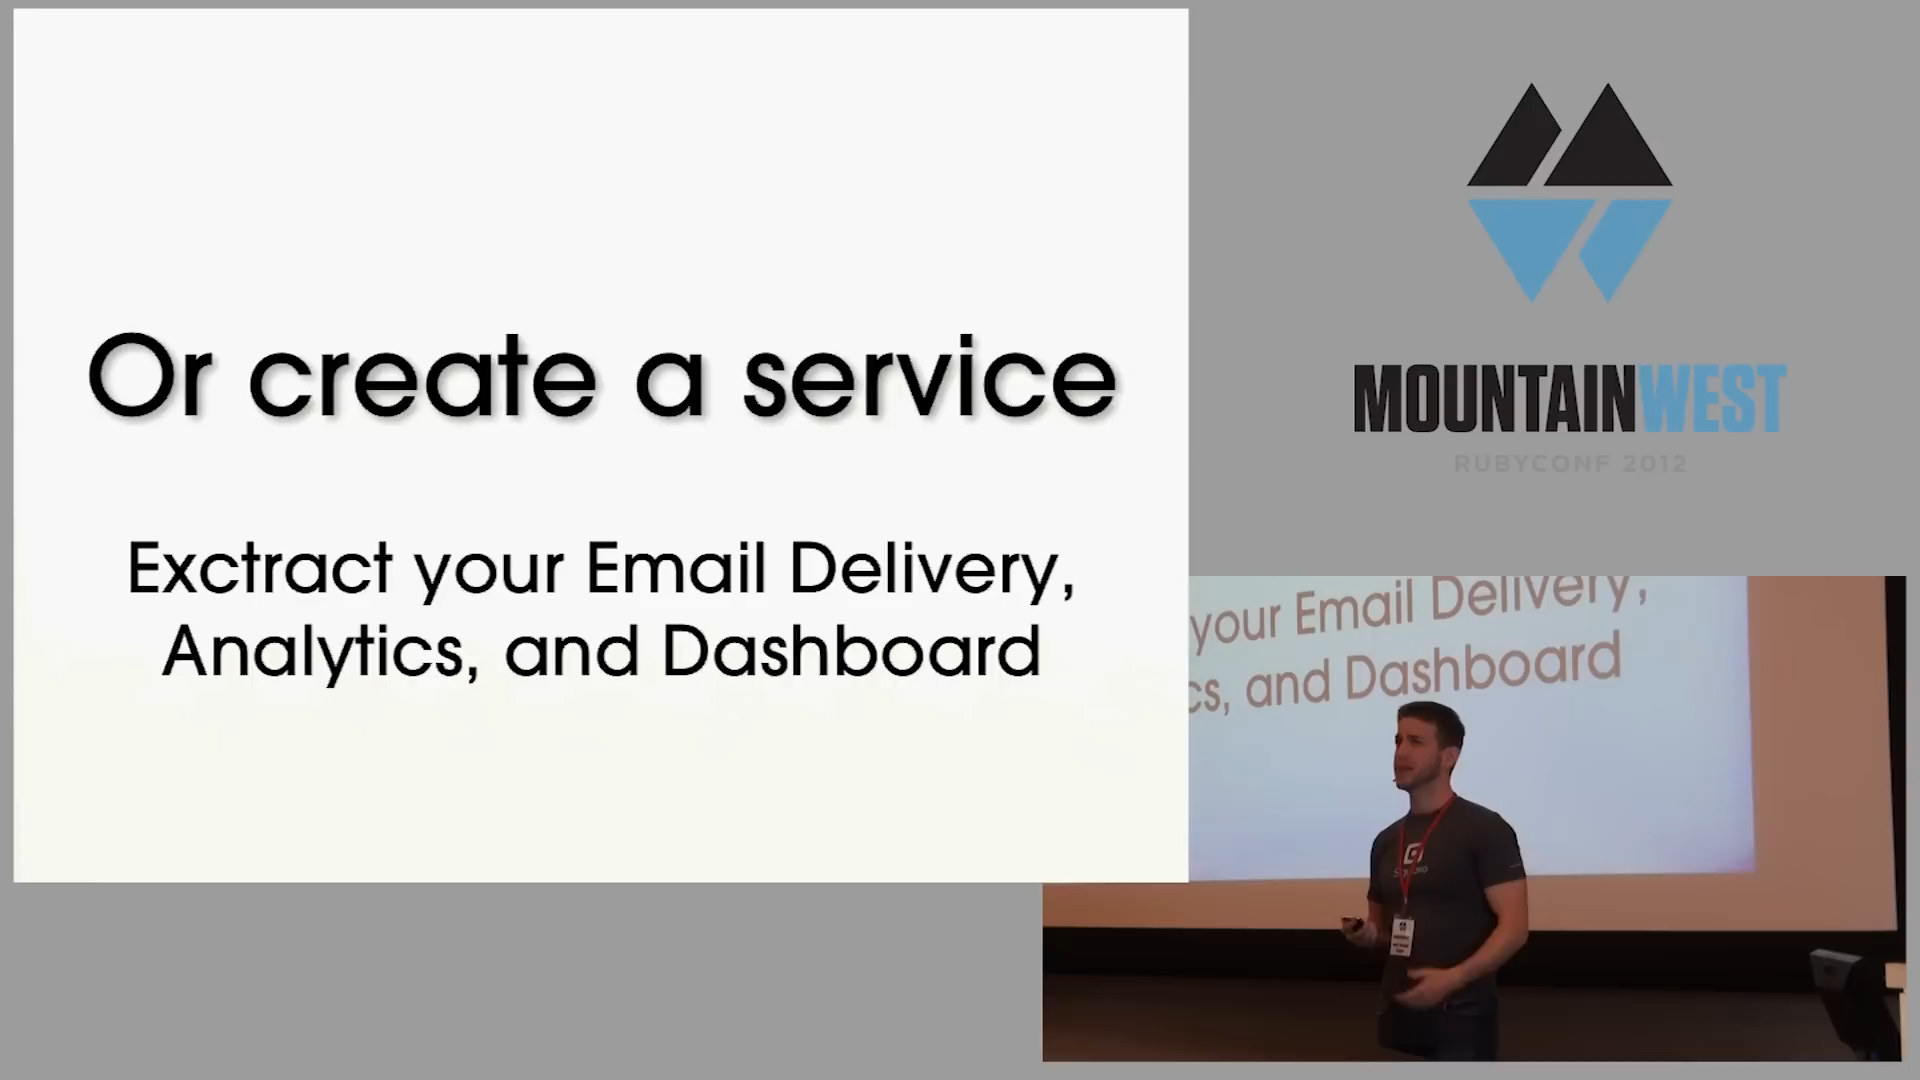 Or create a service
Exctract your Email Delivery,
Analytics, and Dashboard
MOUNTAINWEST
RUBYCONF 2012
your Email Delivery,
cs, and Dashboard